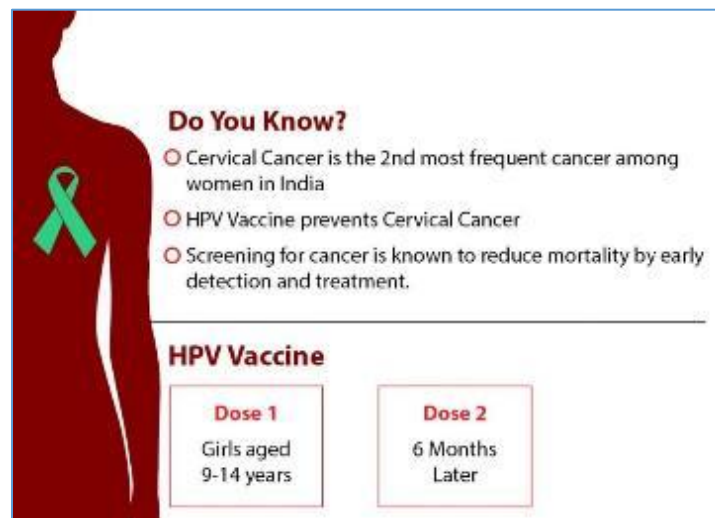 Do You Know?
Cervical Cancer is the 2nd most frequent cancer among
women in India
HPV Vaccine prevents Cervical Cancer
Screening for cancer is known to reduce mortality by early
detection and treatment.
HPV Vaccine
Dose 1
Girls aged
9-14 years
Dose 2
6 Months
Later